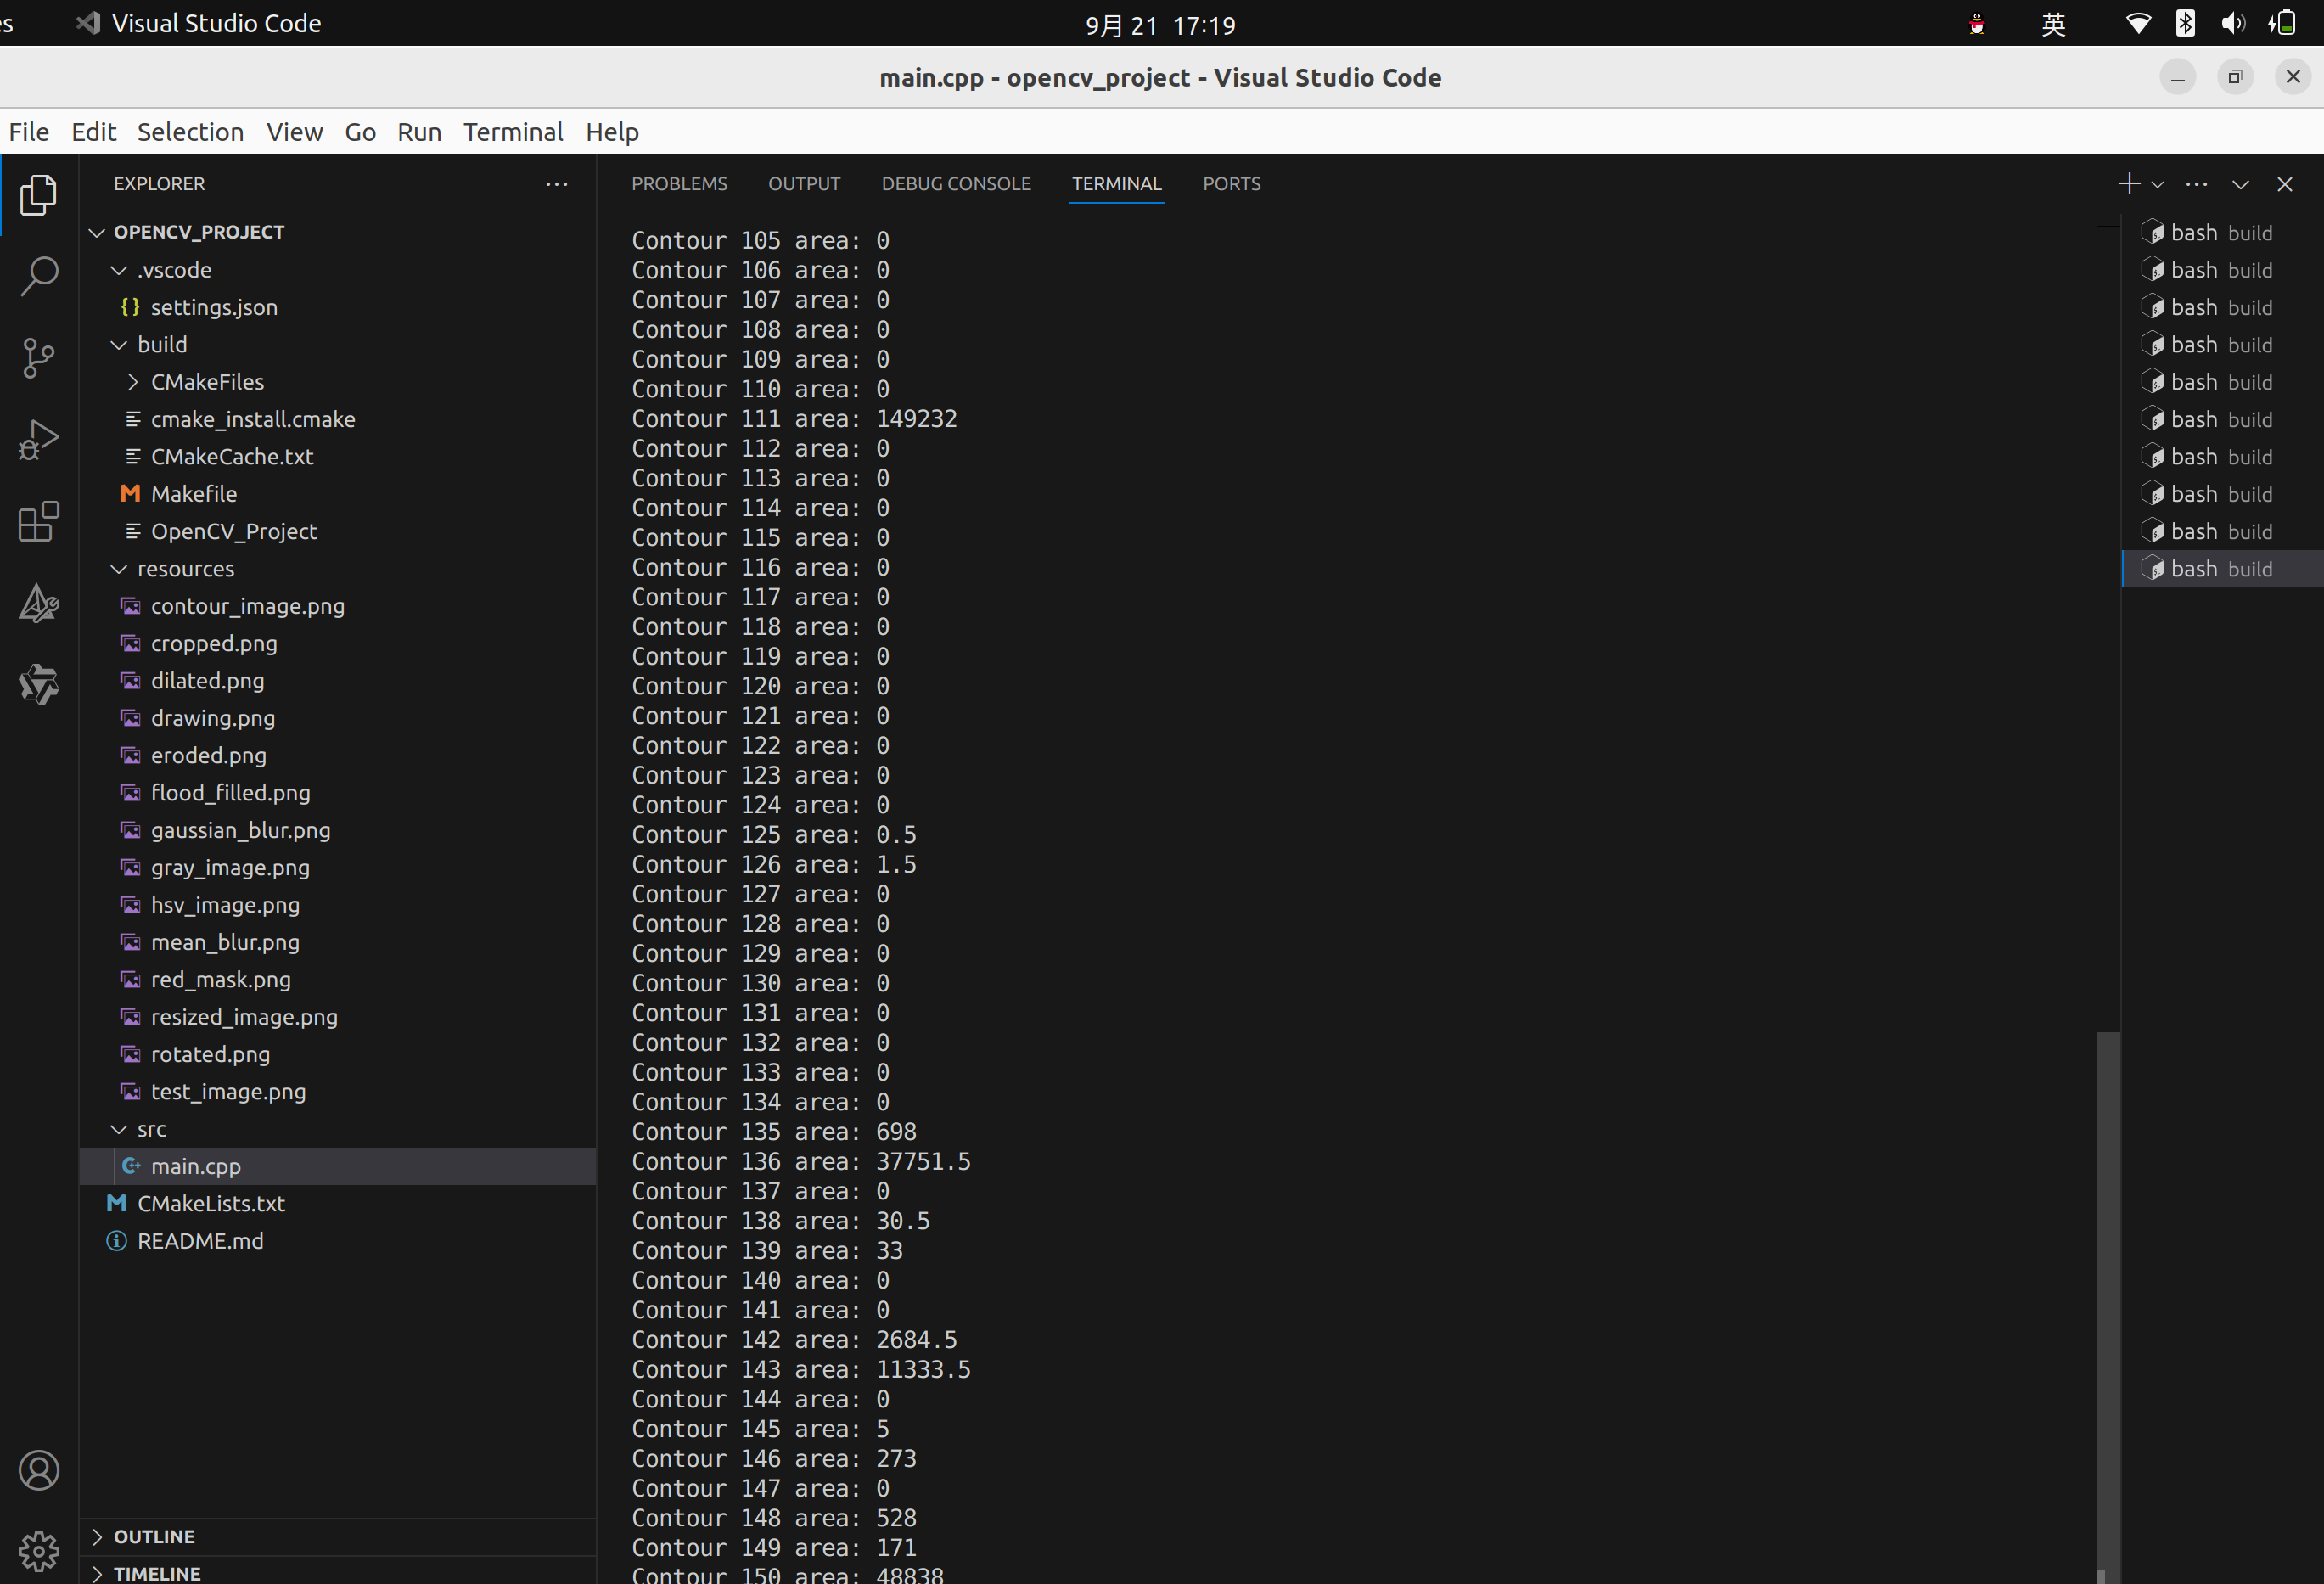 es Visual Studio Code 9月 21 17:19 英
main.cpp - opencv_project - Visual Studio Code
File Edit Selection View Go Run Terminal Help
EXPLORER
OPENCV_PROJECT
.vscode
settings.json
build
CMakeFiles
cmake_install.cmake
CMakeCache.txt
Makefile
OpenCV_Project
resources
contour_image.png
cropped.png
dilated.png
drawing.png
eroded.png
flood_filled.png
gaussian_blur.png
gray_image.png
hsv_image.png
mean_blur.png
red_mask.png
resized_image.png
rotated.png
test_image.png
src
main.cpp
CMakeLists.txt
README.md
OUTLINE
TIMELINE
PROBLEMS OUTPUT DEBUG CONSOLE TERMINAL PORTS
Contour 105 area: 0
Contour 106 area: 0
Contour 107 area: 0
Contour 108 area: 0
Contour 109 area: 0
Contour 110 area: 0
Contour 111 area: 149232
Contour 112 area: 0
Contour 113 area: 0
Contour 114 area: 0
Contour 115 area: 0
Contour 116 area: 0
Contour 117 area: 0
Contour 118 area: 0
Contour 119 area: 0
Contour 120 area: 0
Contour 121 area: 0
Contour 122 area: 0
Contour 123 area: 0
Contour 124 area: 0
Contour 125 area: 0.5
Contour 126 area: 1.5
Contour 127 area: 0
Contour 128 area: 0
Contour 129 area: 0
Contour 130 area: 0
Contour 131 area: 0
Contour 132 area: 0
Contour 133 area: 0
Contour 134 area: 0
Contour 135 area: 698
Contour 136 area: 37751.5
Contour 137 area: 0
Contour 138 area: 30.5
Contour 139 area: 33
Contour 140 area: 0
Contour 141 area: 0
Contour 142 area: 2684.5
Contour 143 area: 11333.5
Contour 144 area: 0
Contour 145 area: 5
Contour 146 area: 273
Contour 147 area: 0
Contour 148 area: 528
Contour 149 area: 171
Contour 150 area: 48838
bash build
bash build
bash build
bash build
bash build
bash build
bash build
bash build
bash build
bash build